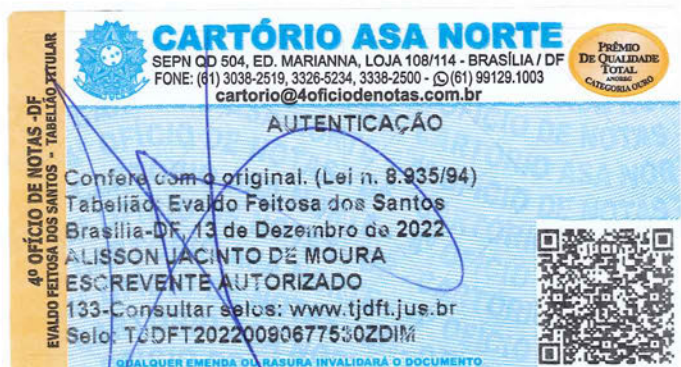 CARTÓRIO ASA NORTE
SEPN QD 504, ED. MARIANNA, LOJA 108/114 - BRASÍLIA / DF
FONE: (61) 3038-2519, 3326-5234, 3338-2500 - (61) 99129.1003
cartorio@4oficiodenotas.com.br
PRÊMIO
DE QUALIDADE
TOTAL
ANOREG
CATEGORIA OURO
4º OFÍCIO DE NOTAS -DF
EVALDO FEITOSA DOS SANTOS - TABELIÃO TITULAR
AUTENTICAÇÃO
Confere com o original. (Lei n. 8.935/94)
Tabelião: Evaldo Feitosa dos Santos
Brasília-DF, 13 de Dezembro de 2022
ALISSON JACINTO DE MOURA
ESCREVENTE AUTORIZADO
133-Consultar selos: www.tjdft.jus.br
Selo: TJDFT20220090677530ZDIM
QUALQUER EMENDA OU RASURA INVALIDARÁ O DOCUMENTO